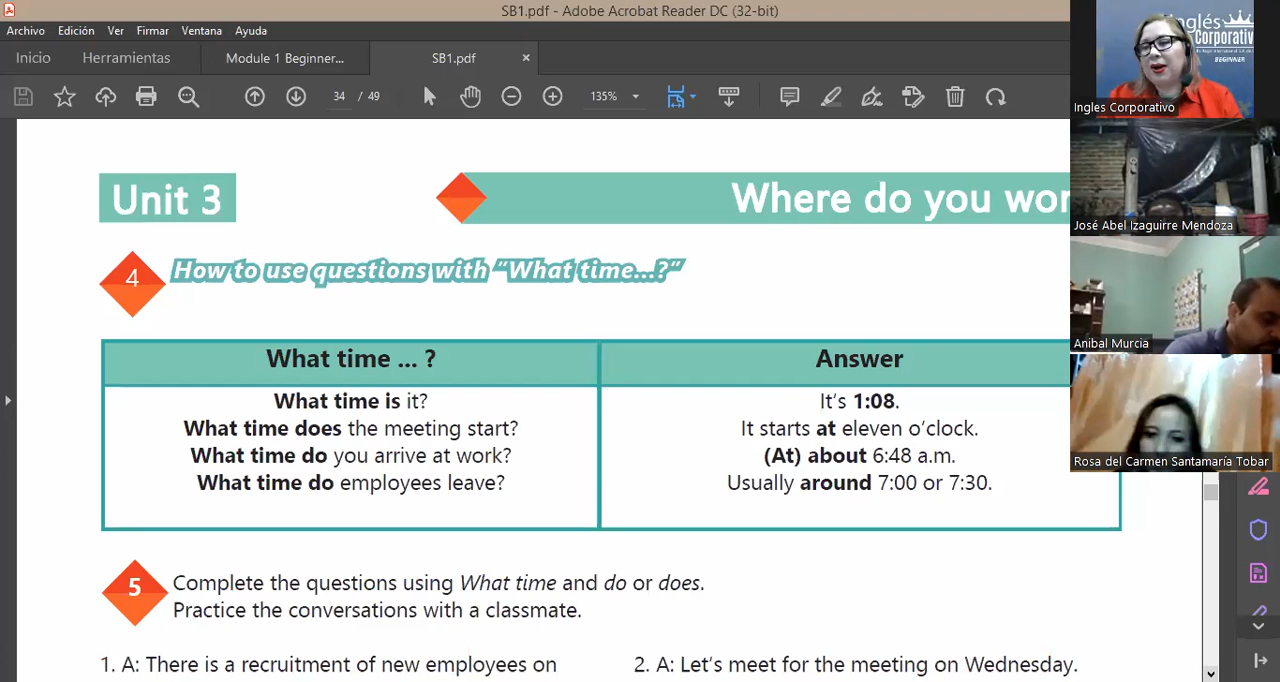 SB1.pdf - Adobe Acrobat Reader DC (32-bit)
Archivo Edición Ver Firmar Ventana Ayuda
Inicio Herramientas Module 1 Beginner... SB1.pdf ×
34 / 49 135%
Inglés
Corporativo
BEGINNER
Ingles Corporativo
José Abel Izaguirre Mendoza
Anibal Murcia
Rosa del Carmen Santamaría Tobar
Unit 3
Where do you wor
4 How to use questions with “What time...?”
What time ... ? Answer
What time is it? It’s 1:08.
What time does the meeting start? It starts at eleven o’clock.
What time do you arrive at work? (At) about 6:48 a.m.
What time do employees leave? Usually around 7:00 or 7:30.
5 Complete the questions using What time and do or does.
Practice the conversations with a classmate.
1. A: There is a recruitment of new employees on
2. A: Let’s meet for the meeting on Wednesday.